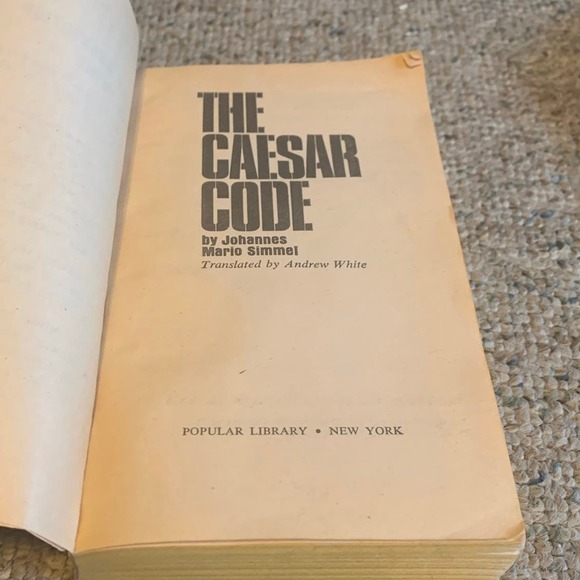 THE
CAESAR
CODE
by Johannes
Mario Simmel
Translated by Andrew White
POPULAR LIBRARY • NEW YORK